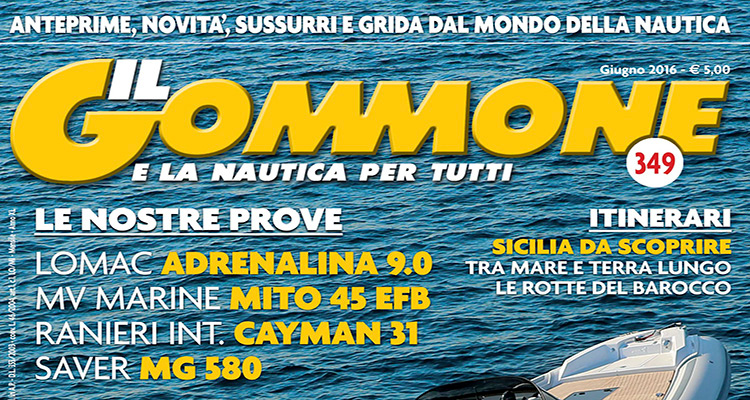 ANTEPRIME, NOVITA', SUSSURRI E GRIDA DAL MONDO DELLA NAUTICA
Giugno 2016 - € 5,00
IL
GOMMONE
E LA NAUTICA PER TUTTI
349
LE NOSTRE PROVE
LOMAC ADRENALINA 9.0
MV MARINE MITO 45 EFB
RANIERI INT. CAYMAN 31
SAVER MG 580
ITINERARI
SICILIA DA SCOPRIRE
TRA MARE E TERRA LUNGO
LE ROTTE DEL BAROCCO